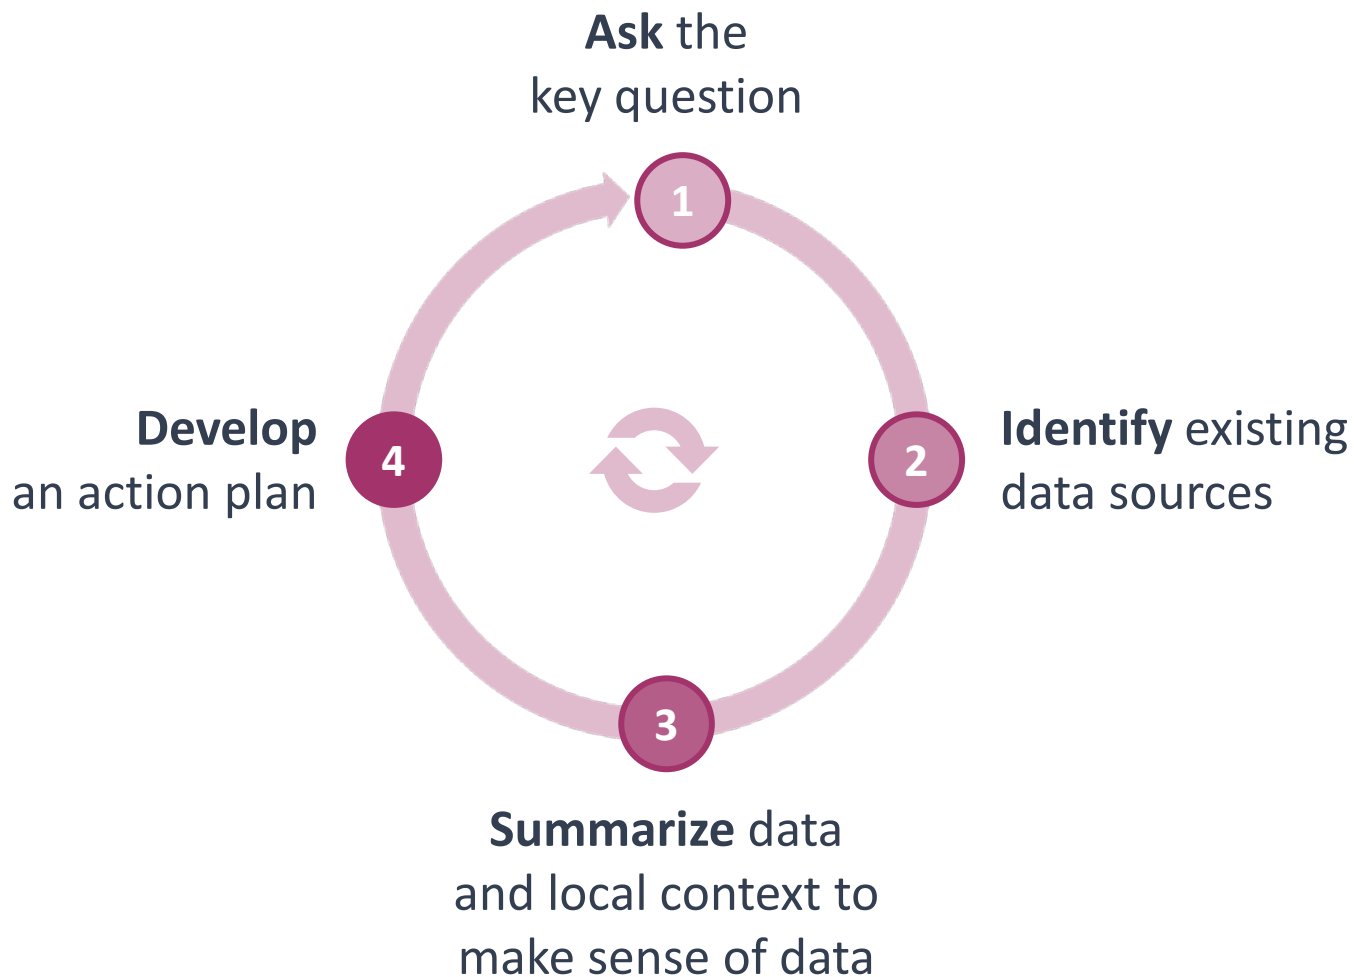 Ask the
key question
1
2
Identify existing
data sources
3
Summarize data
and local context to
make sense of data
4
Develop
an action plan